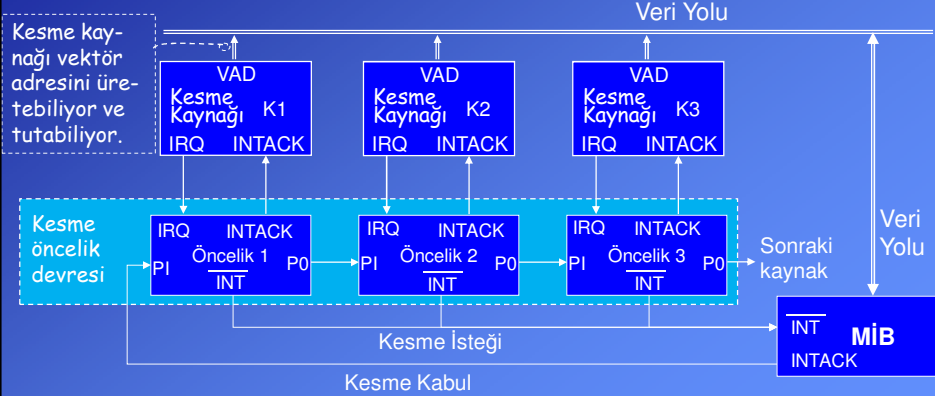 Veri Yolu
Kesme kay-
nağı vektör
adresini üre-
tebiliyor ve
tutabiliyor.
VAD
Kesme
Kaynağı K1
IRQ INTACK
VAD
Kesme
Kaynağı K2
IRQ INTACK
VAD
Kesme
Kaynağı K3
IRQ INTACK
Kesme
öncelik
devresi
IRQ INTACK
PI Öncelik 1 P0
INT
IRQ INTACK
PI Öncelik 2 P0
INT
IRQ INTACK
PI Öncelik 3 P0
INT
Sonraki
kaynak
Veri
Yolu
Kesme İsteği
INT MİB
INTACK
Kesme Kabul